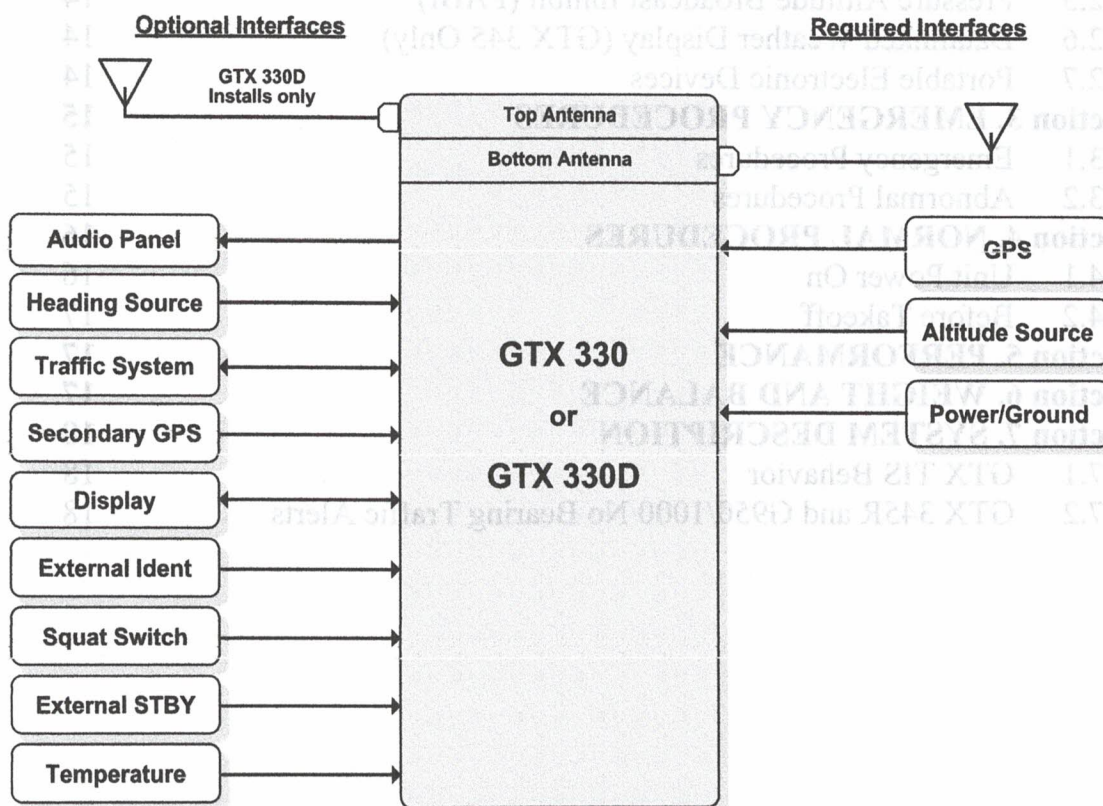 Optional Interfaces
Required Interfaces
GTX 330D
Installs only
Top Antenna
Bottom Antenna
Audio Panel
Heading Source
Traffic System
Secondary GPS
Display
External Ident
Squat Switch
External STBY
Temperature
GTX 330
or
GTX 330D
GPS
Altitude Source
Power/Ground